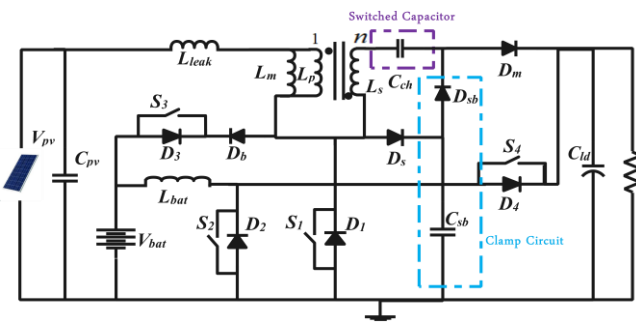 Switched Capacitor
1
n
L_leak
L_m
L_p
L_s
C_ch
D_m
D_sb
S_3
V_pv
C_pv
D_3
D_b
D_s
S_4
C_ld
L_bat
D_4
S_2
D_2
S_1
D_1
C_sb
V_bat
Clamp Circuit